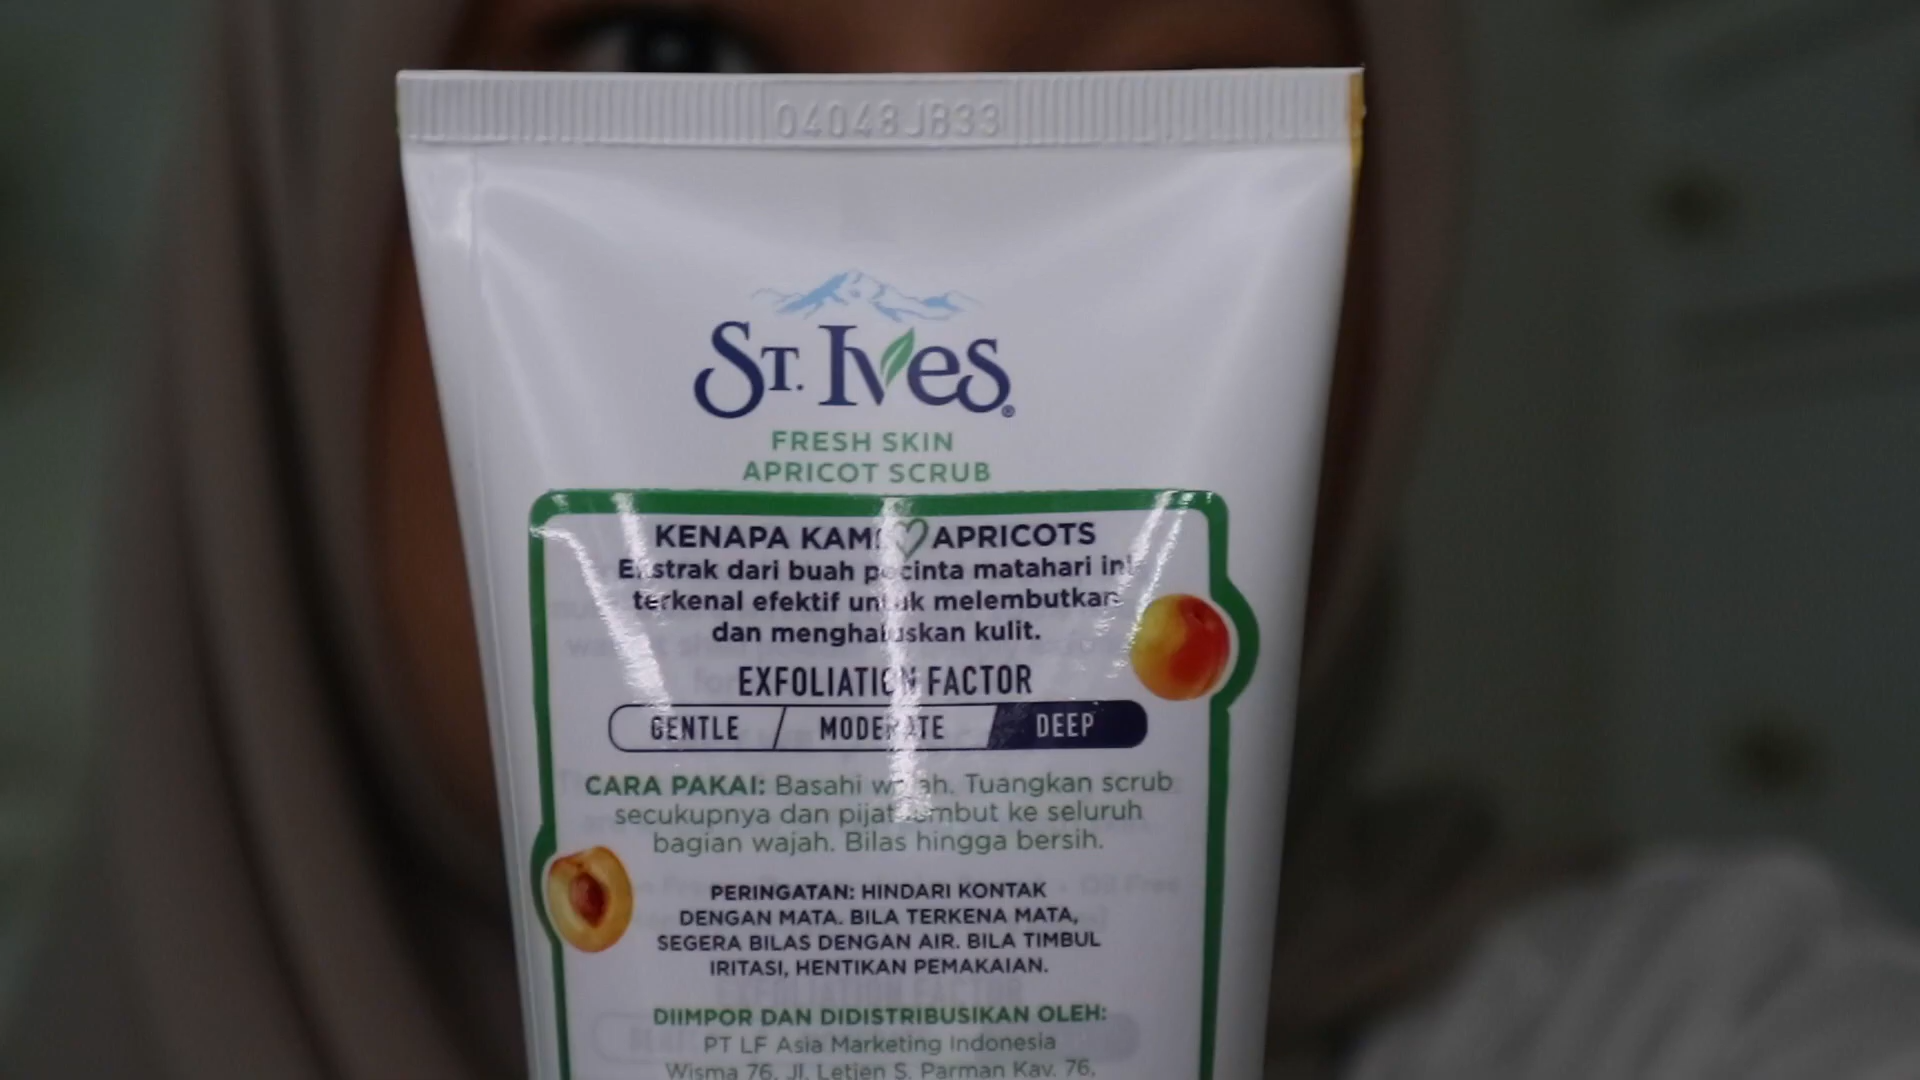 04048JB33
ST. IVES
FRESH SKIN
APRICOT SCRUB
KENAPA KAMI APRICOTS
Ekstrak dari buah pecinta matahari ini
terkenal efektif untuk melembutkan
dan menghaluskan kulit.
EXFOLIATION FACTOR
GENTLE / MODERATE DEEP
CARA PAKAI: Basahi wajah. Tuangkan scrub
secukupnya dan pijat lembut ke seluruh
bagian wajah. Bilas hingga bersih.
PERINGATAN: HINDARI KONTAK
DENGAN MATA. BILA TERKENA MATA,
SEGERA BILAS DENGAN AIR. BILA TIMBUL
IRITASI, HENTIKAN PEMAKAIAN.
DIIMPOR DAN DIDISTRIBUSIKAN OLEH:
PT LF Asia Marketing Indonesia
Wisma 76, Jl. Letjen S. Parman Kav. 76,